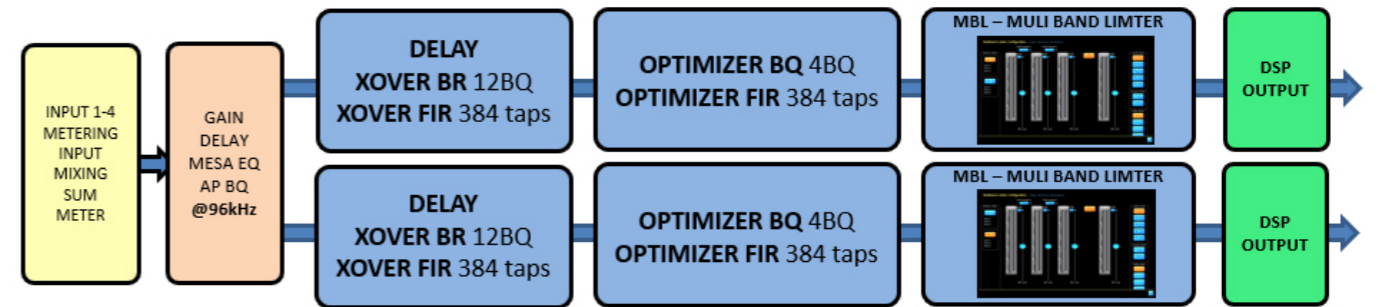 INPUT 1-4
METERING
INPUT
MIXING
SUM
METER
GAIN
DELAY
MESA EQ
AP BQ
@96kHz
DELAY
XOVER BR 12BQ
XOVER FIR 384 taps
OPTIMIZER BQ 4BQ
OPTIMIZER FIR 384 taps
MBL – MULI BAND LIMTER
DSP
OUTPUT
DELAY
XOVER BR 12BQ
XOVER FIR 384 taps
OPTIMIZER BQ 4BQ
OPTIMIZER FIR 384 taps
MBL – MULI BAND LIMTER
DSP
OUTPUT